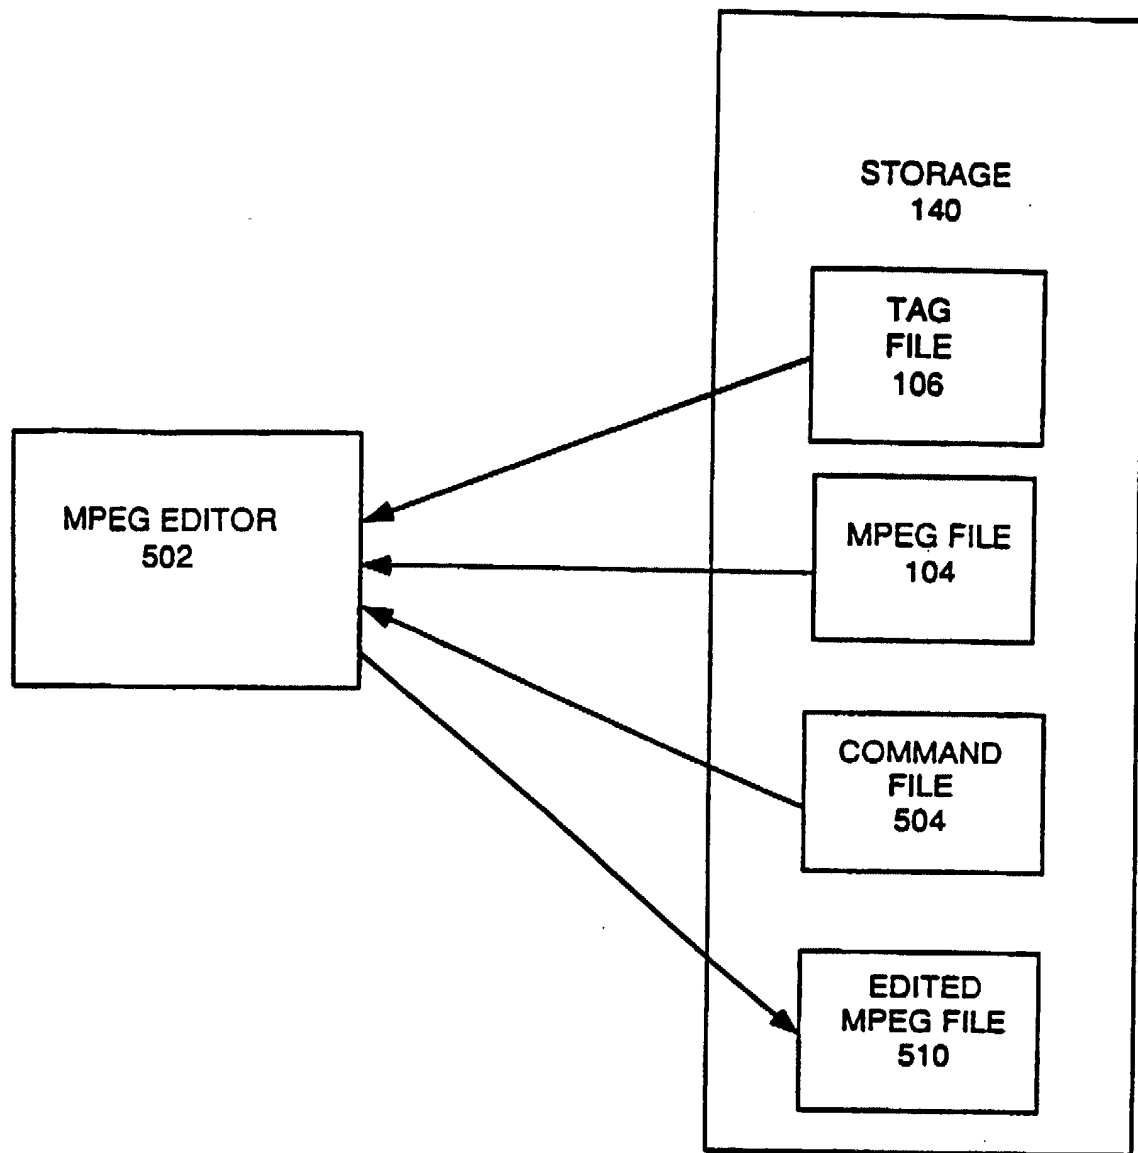 STORAGE
140
TAG
FILE
106
MPEG EDITOR
502
MPEG FILE
104
COMMAND
FILE
504
EDITED
MPEG FILE
510